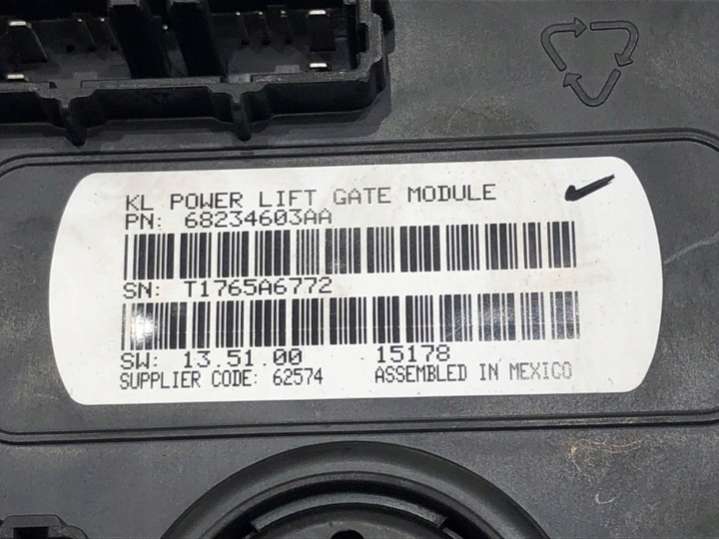 KL POWER LIFT GATE MODULE
PN: 68234603AA
SN: T1765A6772
SW: 13.51.00 15178
SUPPLIER CODE: 62574 ASSEMBLED IN MEXICO